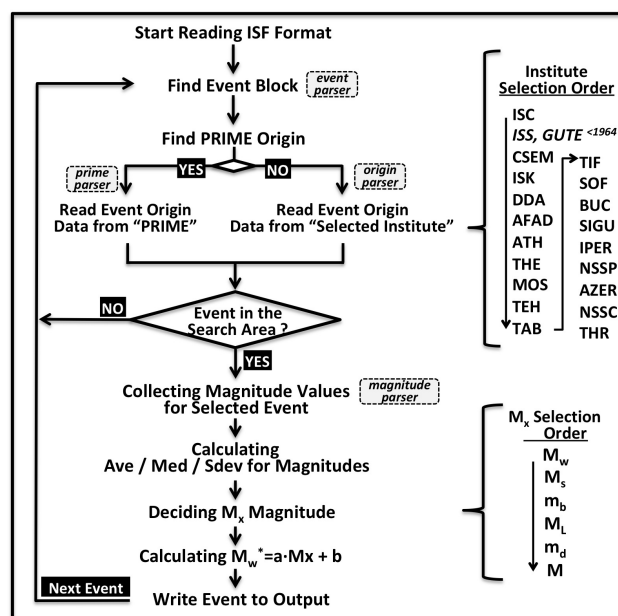 Start Reading ISF Format
Find Event Block
event
parser
Find PRIME Origin
YES
NO
prime
parser
origin
parser
Read Event Origin
Data from “PRIME”
Read Event Origin
Data from “Selected Institute”
NO
Event in the
Search Area ?
YES
Collecting Magnitude Values
for Selected Event
magnitude
parser
Calculating
Ave / Med / Sdev for Magnitudes
Deciding Mx Magnitude
Calculating Mw*=a·Mx + b
Next Event
Write Event to Output
Institute
Selection Order
ISC
ISS, GUTE <1964
CSEM
ISK
DDA
AFAD
ATH
THE
MOS
TEH
TAB
TIF
SOF
BUC
SIGU
IPER
NSSP
AZER
NSSC
THR
Mx Selection
Order
Mw
Ms
mb
ML
md
M